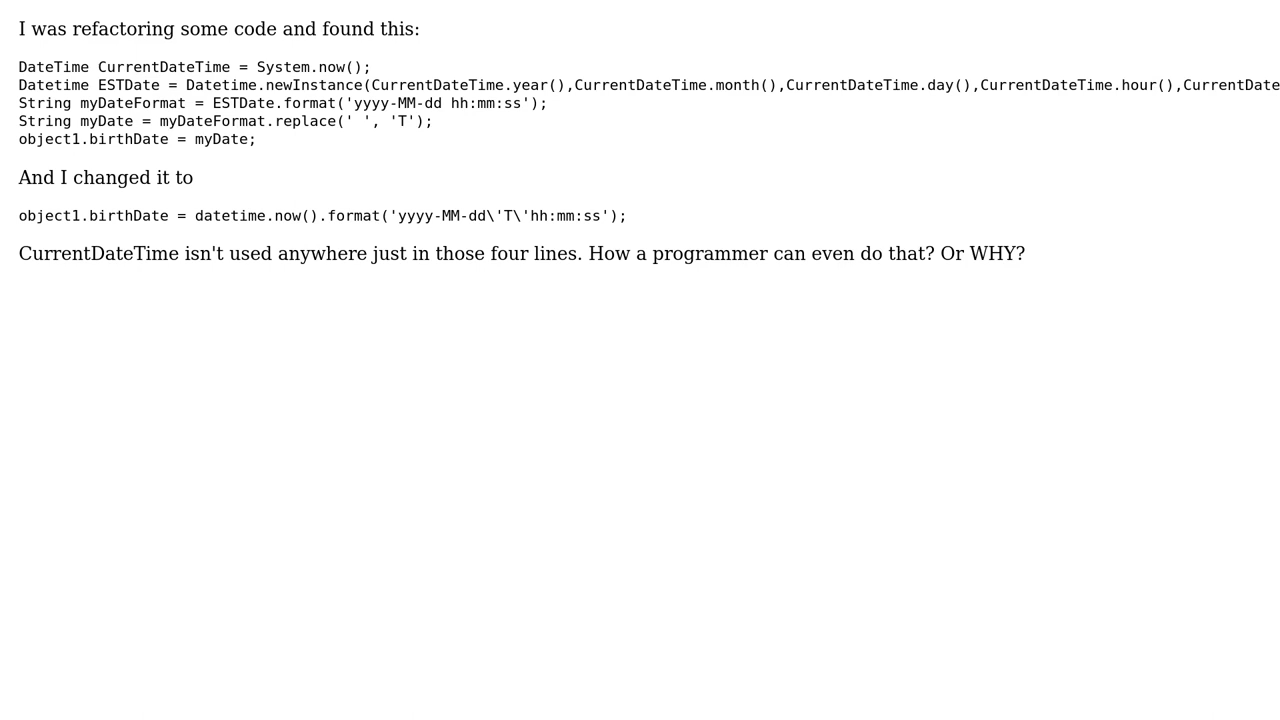 I was refactoring some code and found this:
DateTime CurrentDateTime = System.now();
Datetime ESTDate = Datetime.newInstance(CurrentDateTime.year(),CurrentDateTime.month(),CurrentDateTime.day(),CurrentDateTime.hour(),CurrentDate
String myDateFormat = ESTDate.format('yyyy-MM-dd hh:mm:ss');
String myDate = myDateFormat.replace(' ', 'T');
object1.birthDate = myDate;
And I changed it to
object1.birthDate = datetime.now().format('yyyy-MM-dd\'T\'hh:mm:ss');
CurrentDateTime isn't used anywhere just in those four lines. How a programmer can even do that? Or WHY?